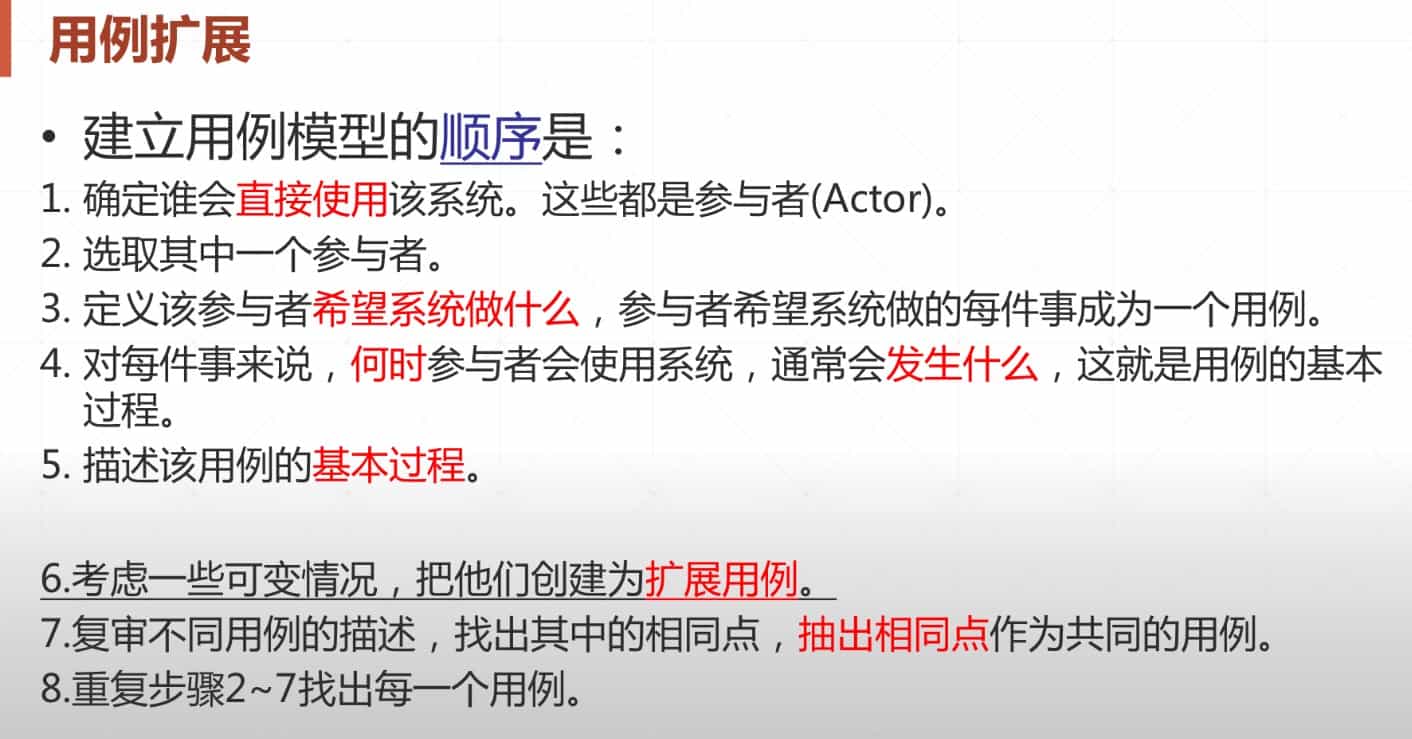 用例扩展
• 建立用例模型的顺序是：
1. 确定谁会直接使用该系统。这些都是参与者(Actor)。
2. 选取其中一个参与者。
3. 定义该参与者希望系统做什么，参与者希望系统做的每件事成为一个用例。
4. 对每件事来说，何时参与者会使用系统，通常会发生什么，这就是用例的基本
过程。
5. 描述该用例的基本过程。
6.考虑一些可变情况，把他们创建为扩展用例。
7.复审不同用例的描述，找出其中的相同点，抽出相同点作为共同的用例。
8.重复步骤2~7找出每一个用例。